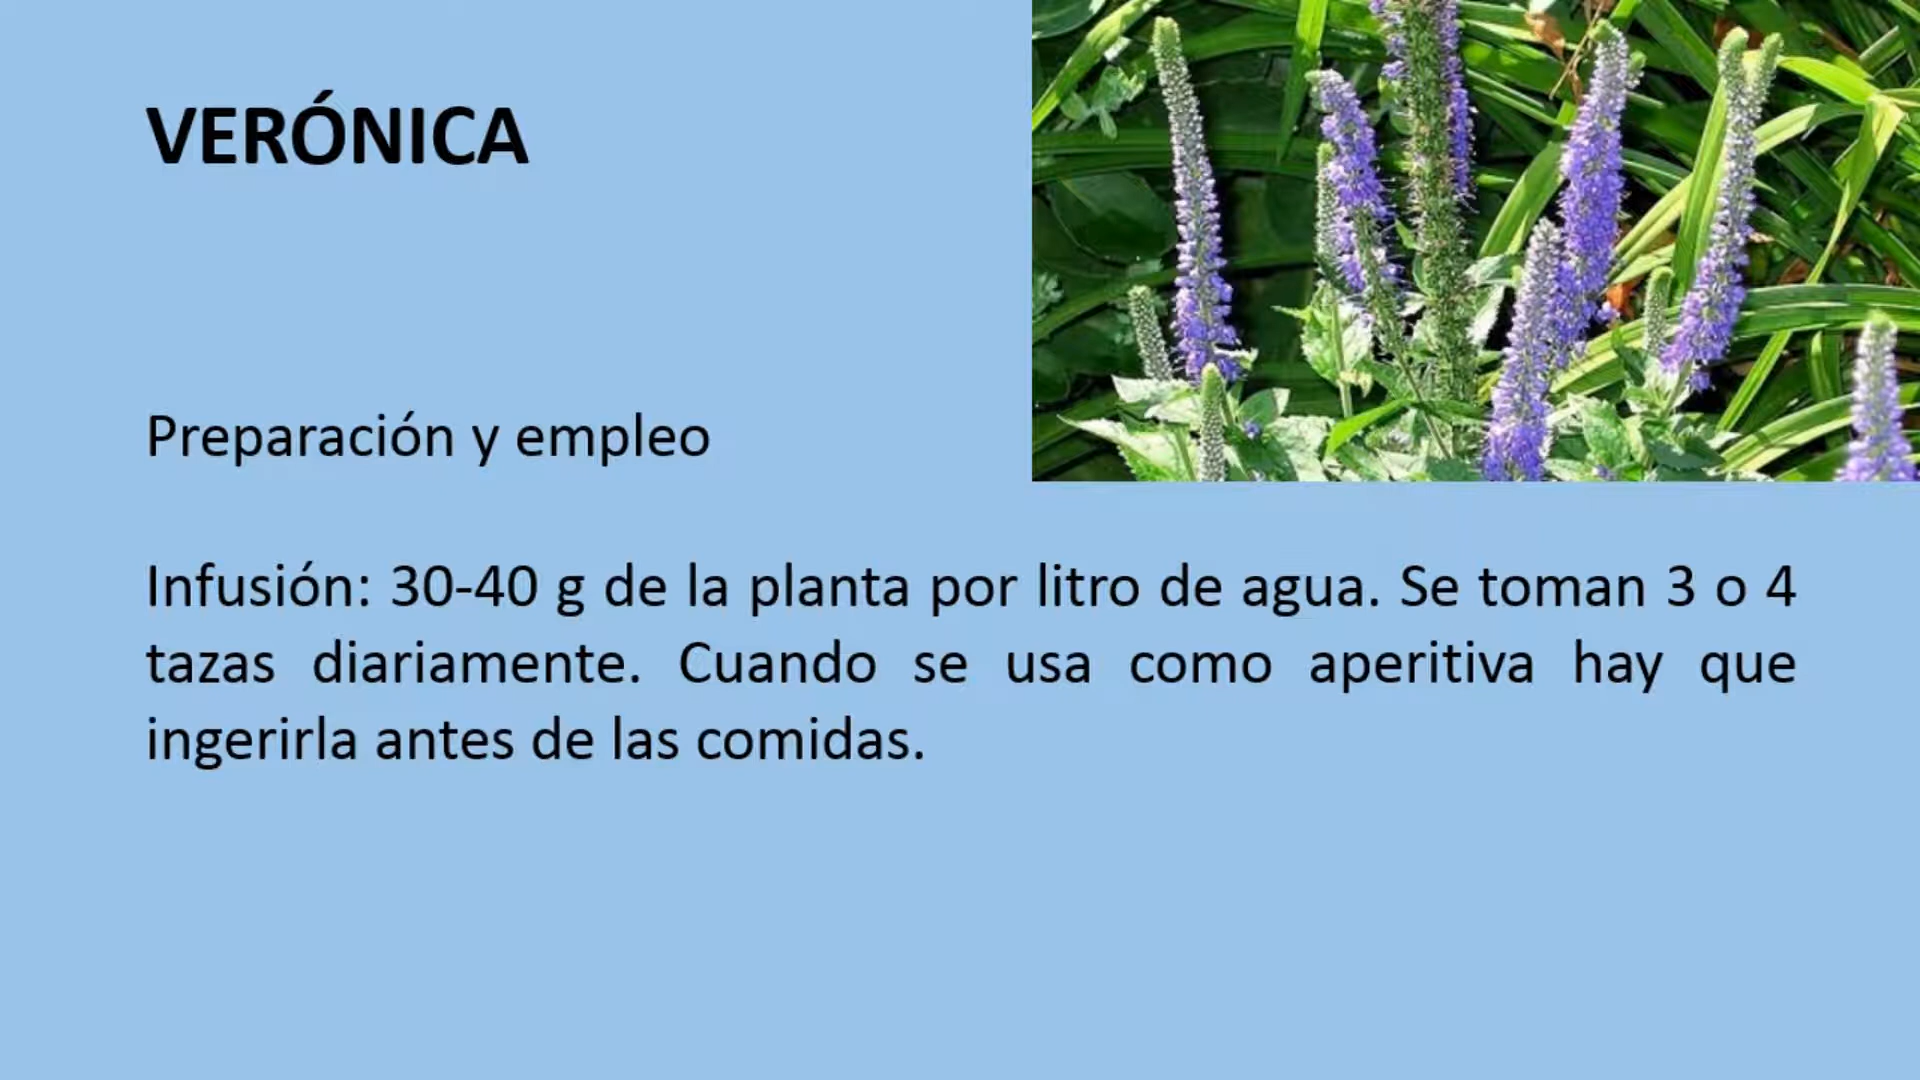 VERÓNICA
Preparación y empleo
Infusión: 30-40 g de la planta por litro de agua. Se toman 3 o 4
tazas diariamente. Cuando se usa como aperitiva hay que
ingerirla antes de las comidas.